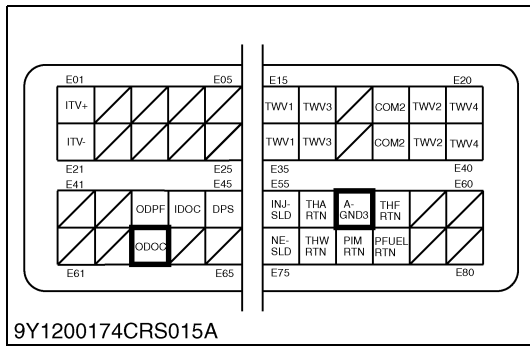 E01 E05 E15 E20
ITV+ TWV1 TWV3 COM2 TWV2 TWV4
ITV- TWV1 TWV3 COM2 TWV2 TWV4
E21 E25 E35 E40
E41 E45 E55 E60
ODPF IDOC DPS INJ- THA A- THF
SLD RTN GND3 RTN
ODOC NE- THW PIM PFUEL
SLD RTN RTN RTN
E61 E65 E75 E80
9Y1200174CRS015A